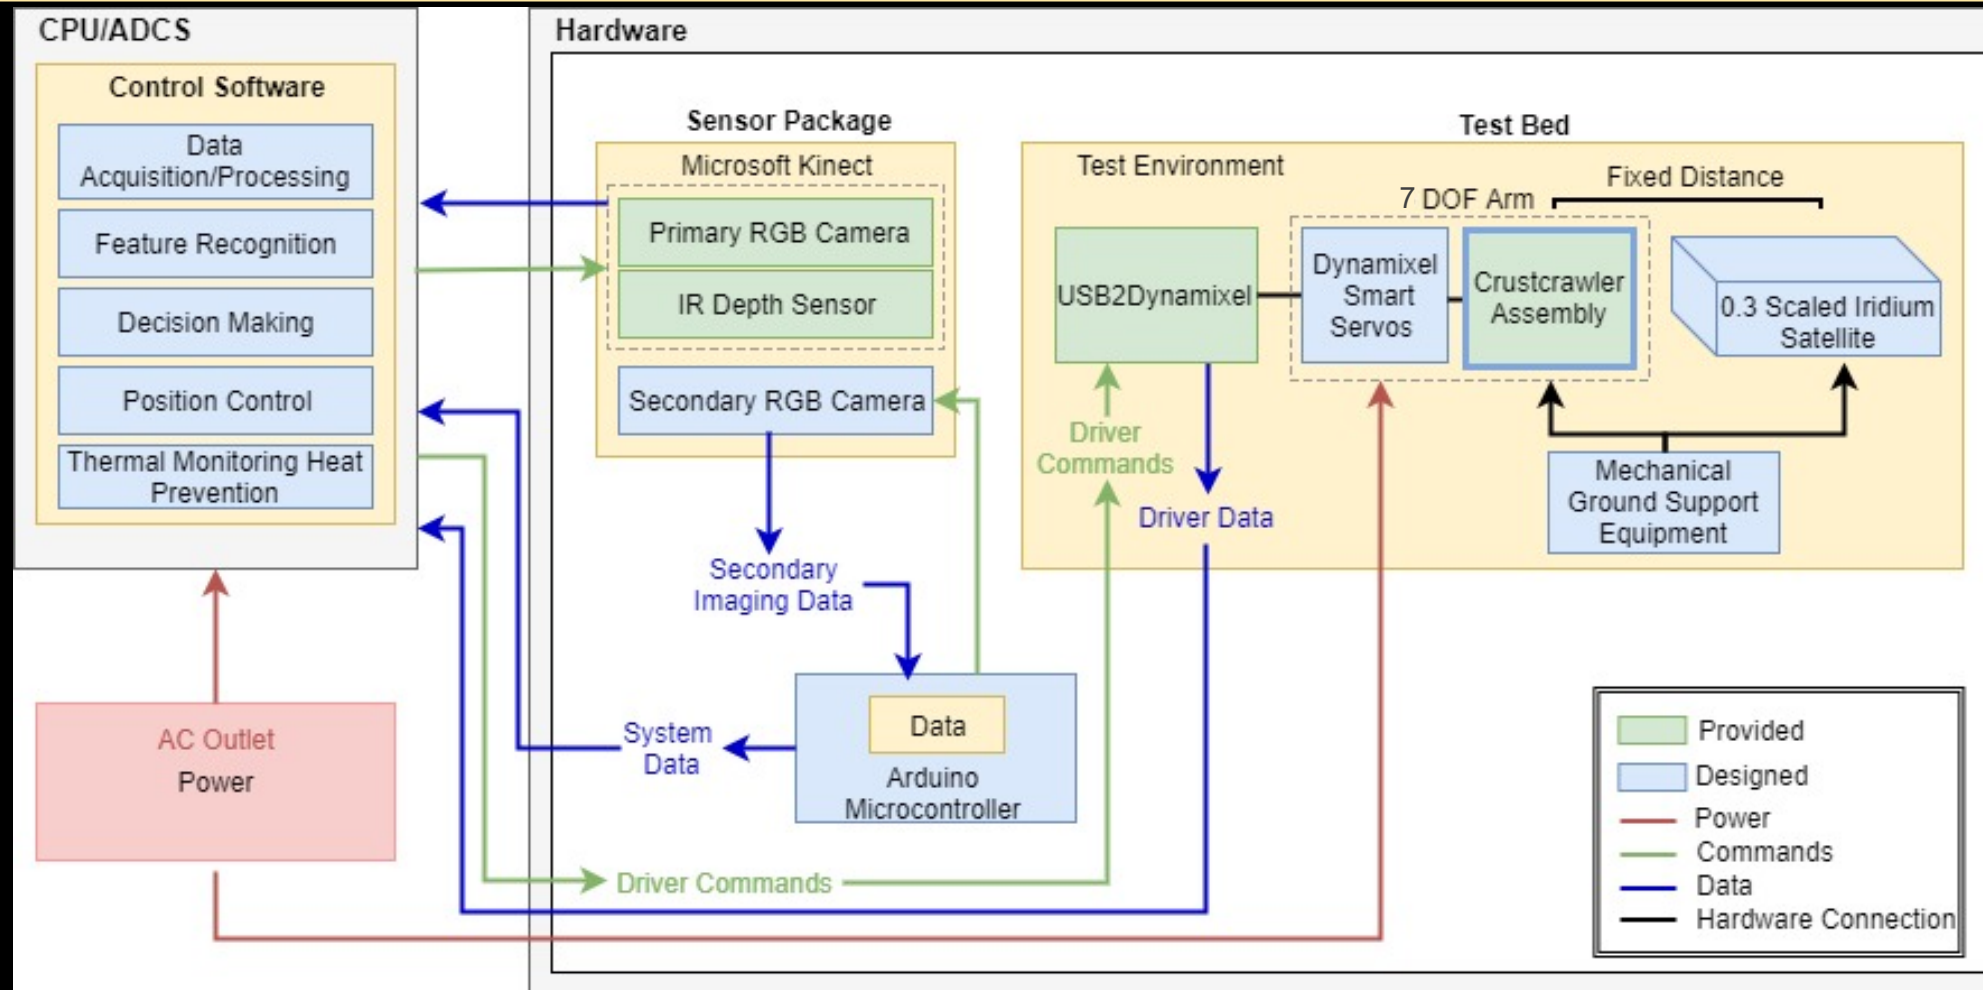 CPU/ADCS
Control Software
Data
Acquisition/Processing
Feature Recognition
Decision Making
Position Control
Thermal Monitoring Heat
Prevention
AC Outlet
Power
Hardware
Sensor Package
Microsoft Kinect
Primary RGB Camera
IR Depth Sensor
Secondary RGB Camera
Secondary
Imaging Data
System
Data
Data
Arduino
Microcontroller
Driver Commands
Test Bed
Test Environment
Fixed Distance
7 DOF Arm
USB2Dynamixel
Dynamixel
Smart
Servos
Crustcrawler
Assembly
0.3 Scaled Iridium
Satellite
Driver
Commands
Driver Data
Mechanical
Ground Support
Equipment
Provided
Designed
Power
Commands
Data
Hardware Connection